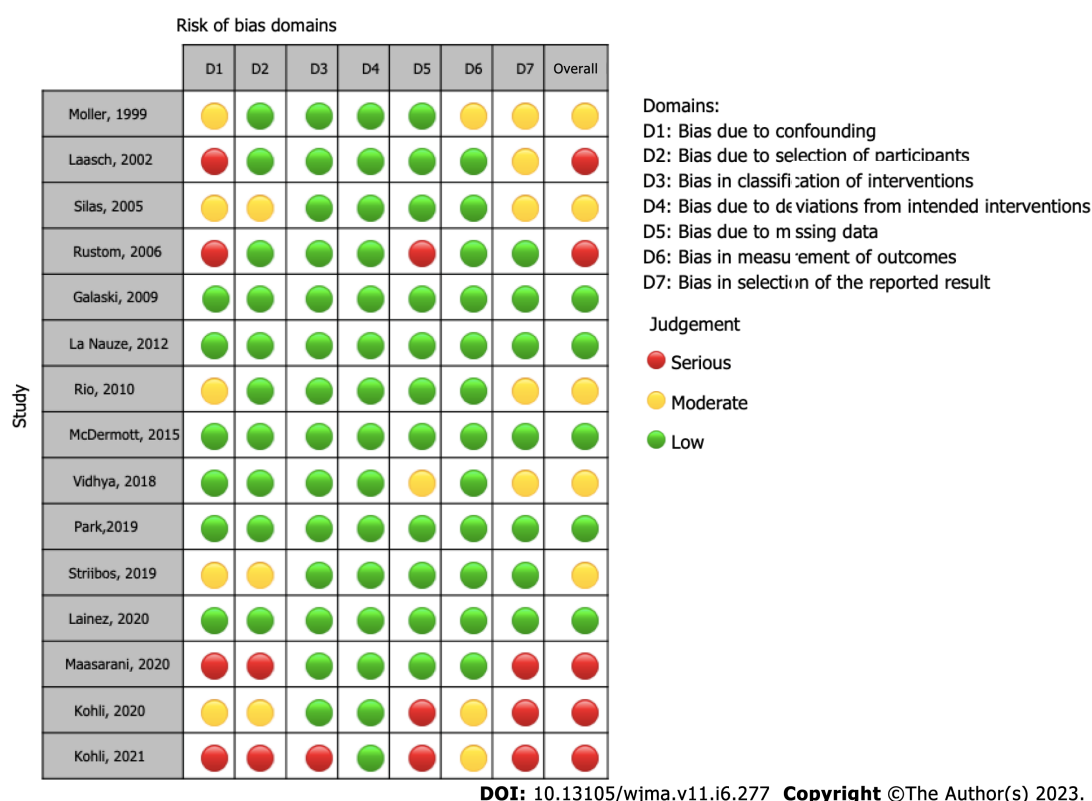 Risk of bias domains
D1 D2 D3 D4 D5 D6 D7 Overall
Study
Moller, 1999
Laasch, 2002
Silas, 2005
Rustom, 2006
Galaski, 2009
La Nauze, 2012
Rio, 2010
McDermott, 2015
Vidhya, 2018
Park,2019
Striibos, 2019
Lainez, 2020
Maasarani, 2020
Kohli, 2020
Kohli, 2021
Domains:
D1: Bias due to confounding
D2: Bias due to selection of participants
D3: Bias in classification of interventions
D4: Bias due to deviations from intended interventions
D5: Bias due to missing data
D6: Bias in measurement of outcomes
D7: Bias in selection of the reported result
Judgement
Serious
Moderate
Low
DOI: 10.13105/wjma.v11.i6.277 Copyright ©The Author(s) 2023.